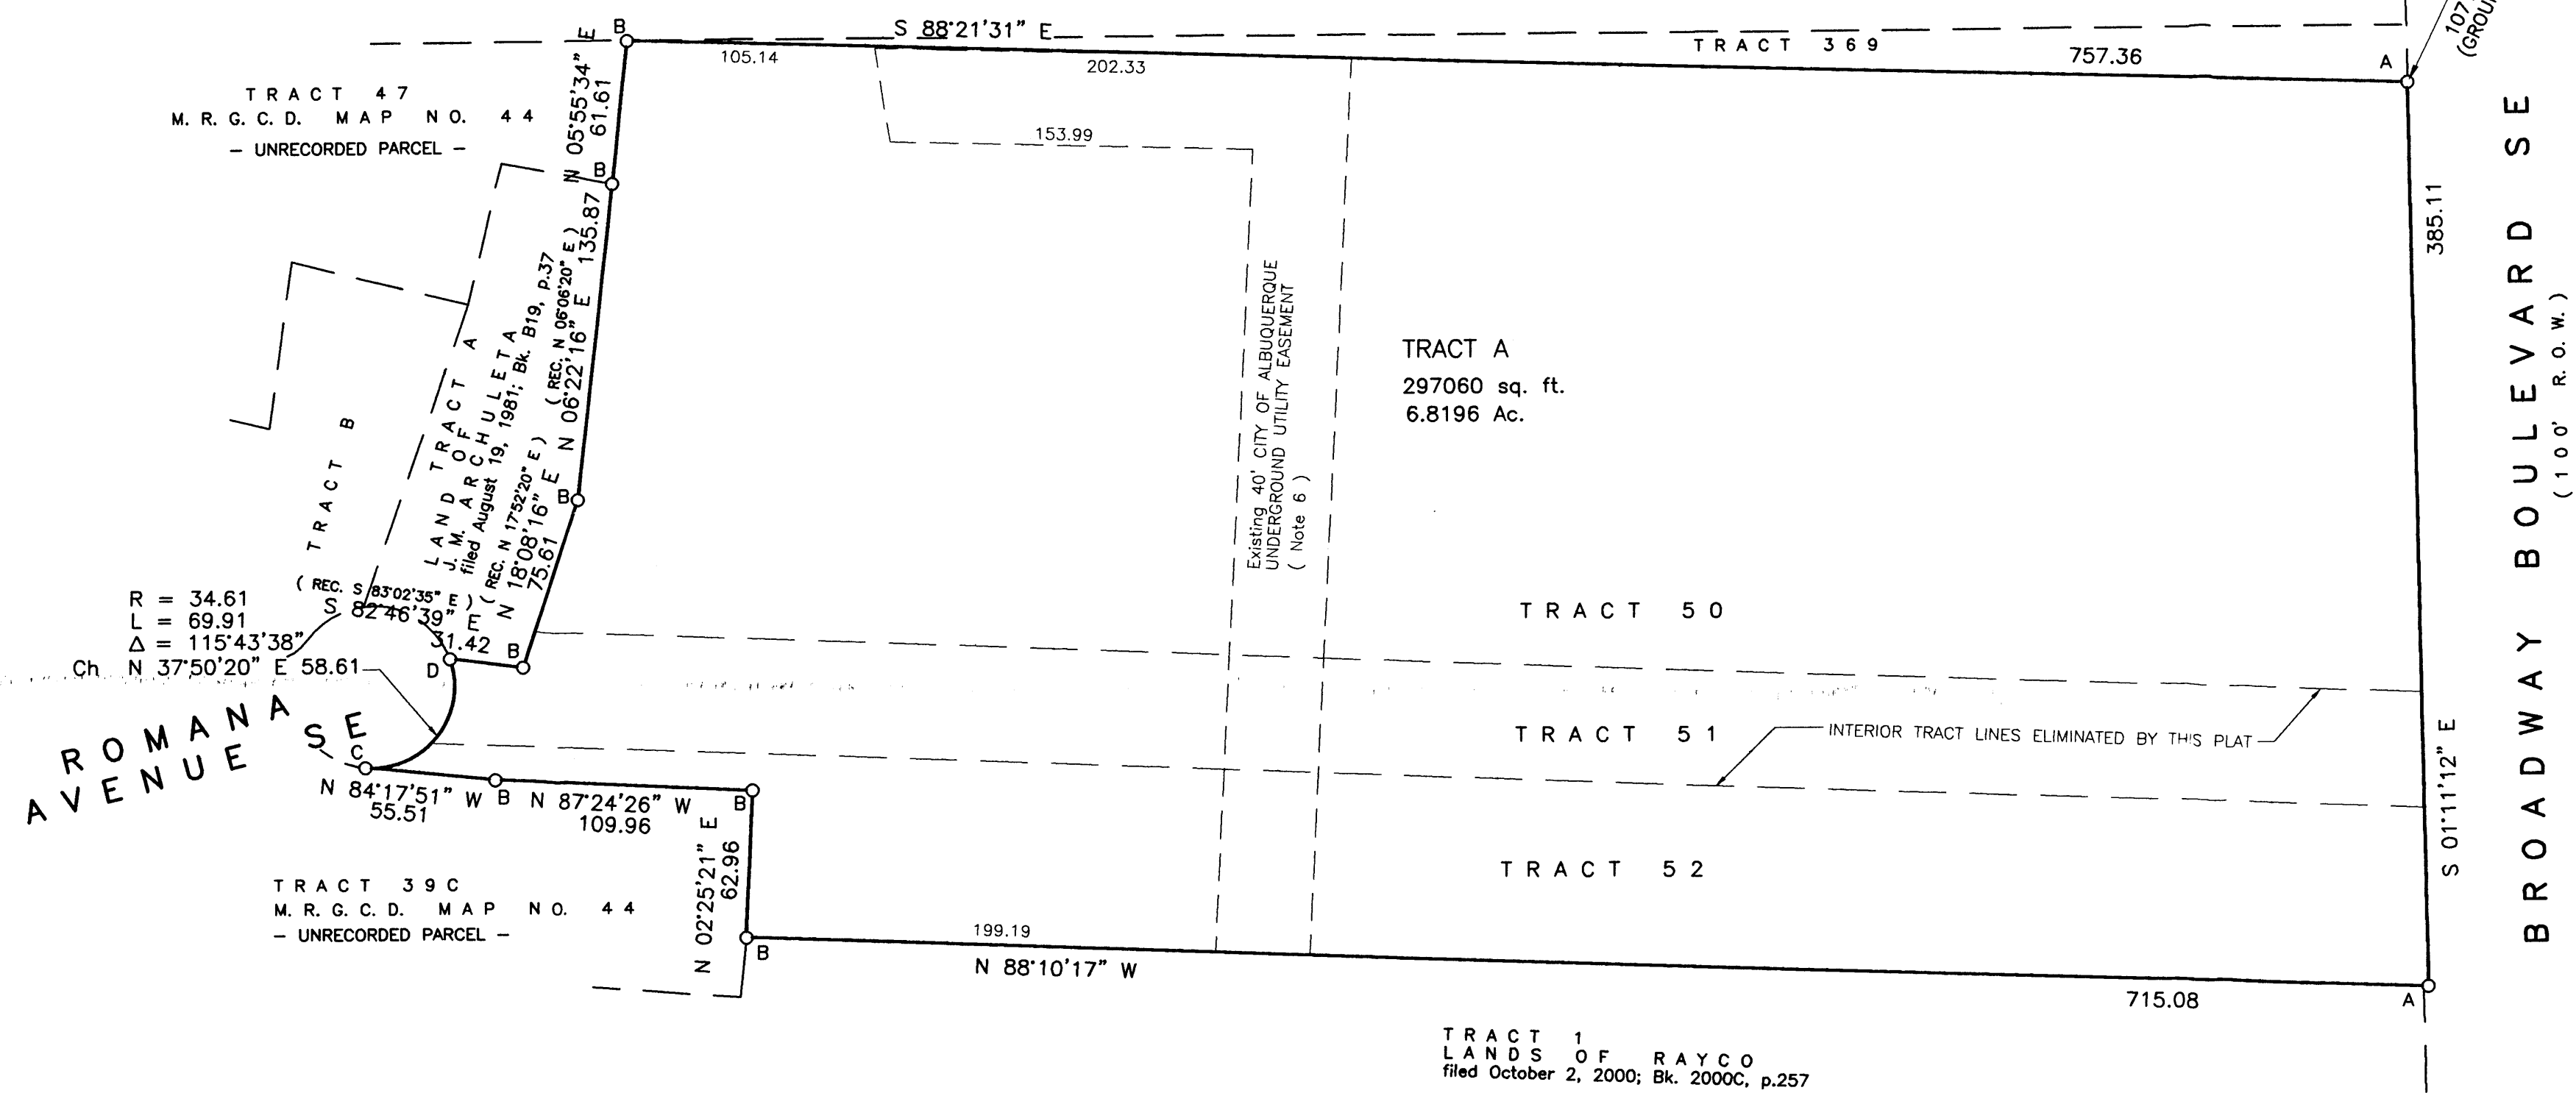 S 88°21'31" E
105.14
202.33
TRACT 369
757.36
A
107
(GROU
B
N 05°55'34" E
61.61
TRACT 47
M. R. G. C. D. MAP NO. 44
- UNRECORDED PARCEL -
153.99
B
N 06°22'16" E 135.87
( REC. N 06°06'20" E )
385.11
BROADWAY BOULEVARD SE
( 100' R. O. W. )
LAND TRACT A
OF
J. M. ARCHULETA
filed August 19, 1981; Bk. B19, p.37
TRACT B
Existing 40' CITY OF ALBUQUERQUE
UNDERGROUND UTILITY EASEMENT
( Note 6 )
TRACT A
297060 sq. ft.
6.8196 Ac.
B
( REC. N 17°52'20" E )
N 18°08'16" E
75.61
( REC. S 83°02'35" E )
S 82°46'39" E
31.42
B
D
R = 34.61
L = 69.91
Δ = 115°43'38"
Ch N 37°50'20" E 58.61
ROMANA
AVENUE SE
C
TRACT 50
TRACT 51
INTERIOR TRACT LINES ELIMINATED BY THIS PLAT
S 01°11'12" E
N 84°17'51" W
55.51
B
N 87°24'26" W
109.96
B
N 02°25'21" E
62.96
TRACT 52
TRACT 39C
M. R. G. C. D. MAP NO. 44
- UNRECORDED PARCEL -
B
199.19
N 88°10'17" W
715.08
A
TRACT 1
LANDS OF RAYCO
filed October 2, 2000; Bk. 2000C, p.257